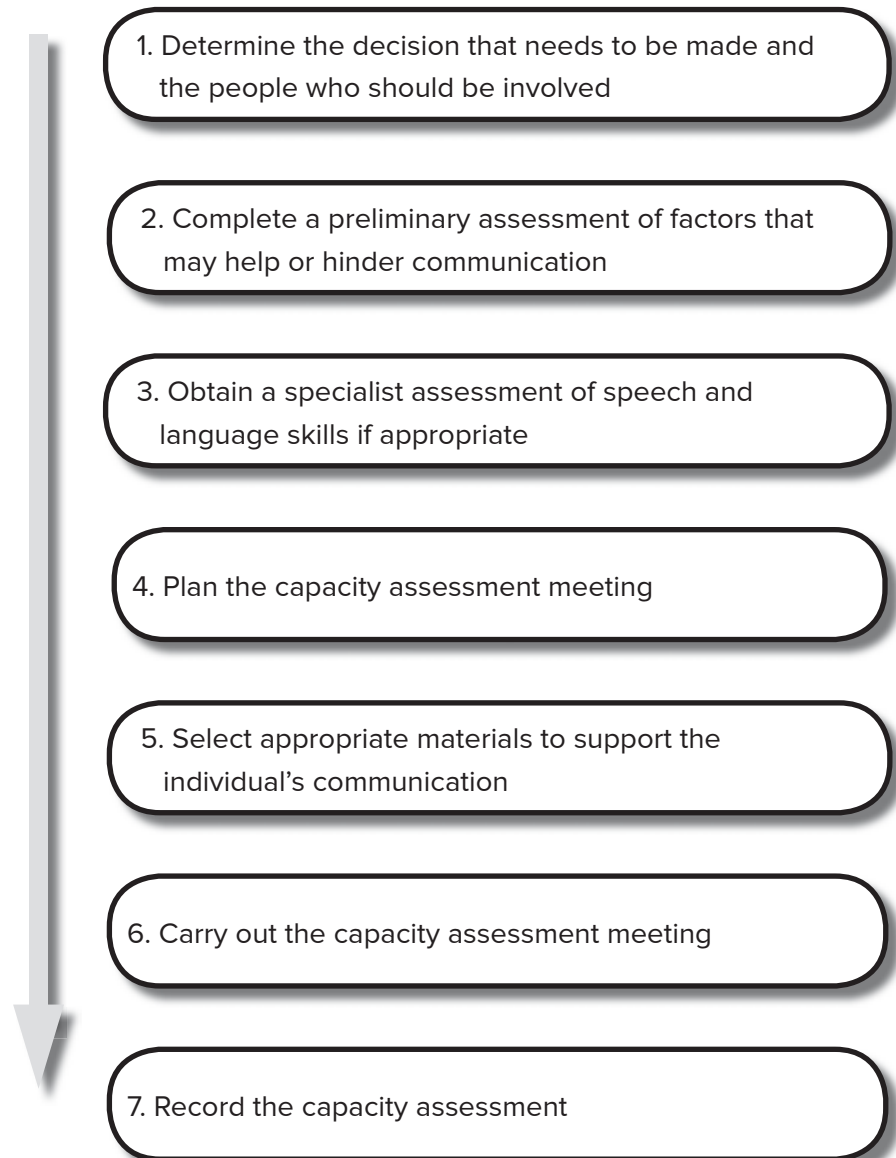 1. Determine the decision that needs to be made and
the people who should be involved
2. Complete a preliminary assessment of factors that
may help or hinder communication
3. Obtain a specialist assessment of speech and
language skills if appropriate
4. Plan the capacity assessment meeting
5. Select appropriate materials to support the
individual’s communication
6. Carry out the capacity assessment meeting
7. Record the capacity assessment